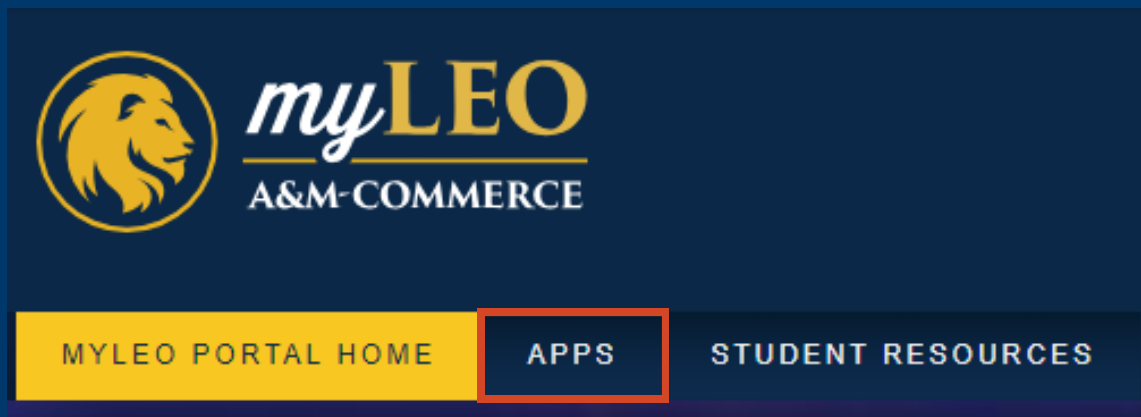 myLEO
A&M-COMMERCE
MYLEO PORTAL HOME APPS STUDENT RESOURCES